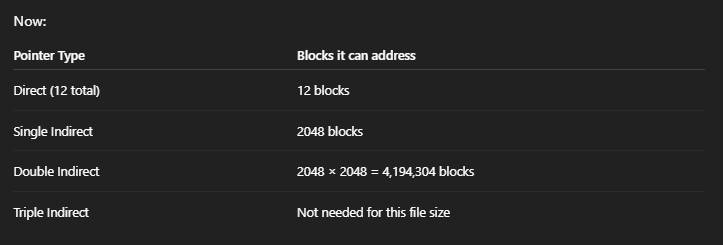 Now:
Pointer Type Blocks it can address
Direct (12 total) 12 blocks
Single Indirect 2048 blocks
Double Indirect 2048 × 2048 = 4,194,304 blocks
Triple Indirect Not needed for this file size